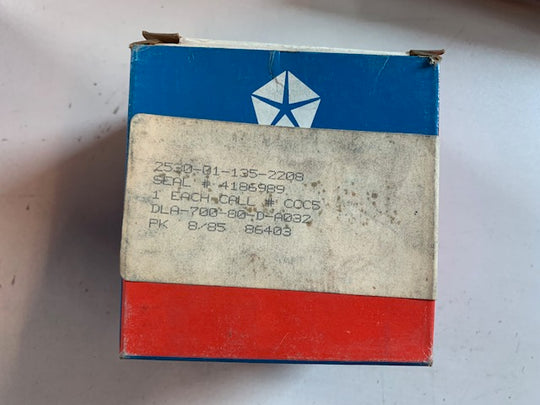 2530-01-135-2208
SEAL # 4186989
1 EACH CALL # COC5
DLA-700-80-D-A032
PK 8/85 86403